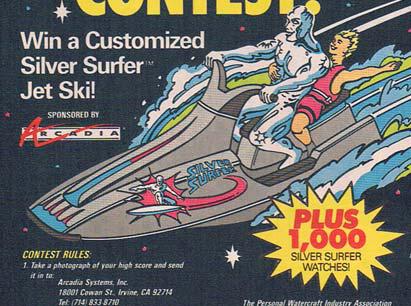 CONTEST!
Win a Customized
Silver Surfer™
Jet Ski!
SPONSORED BY
ARCADIA
SILVER
SURFER
PLUS
1,000
SILVER SURFER
WATCHES!
CONTEST RULES:
1. Take a photograph of your high score and send
it in to:
Arcadia Systems, Inc.
18001 Cowan St., Irvine, CA 92714
Tel: (714) 833-8710
The Personal Watercraft Industry Association